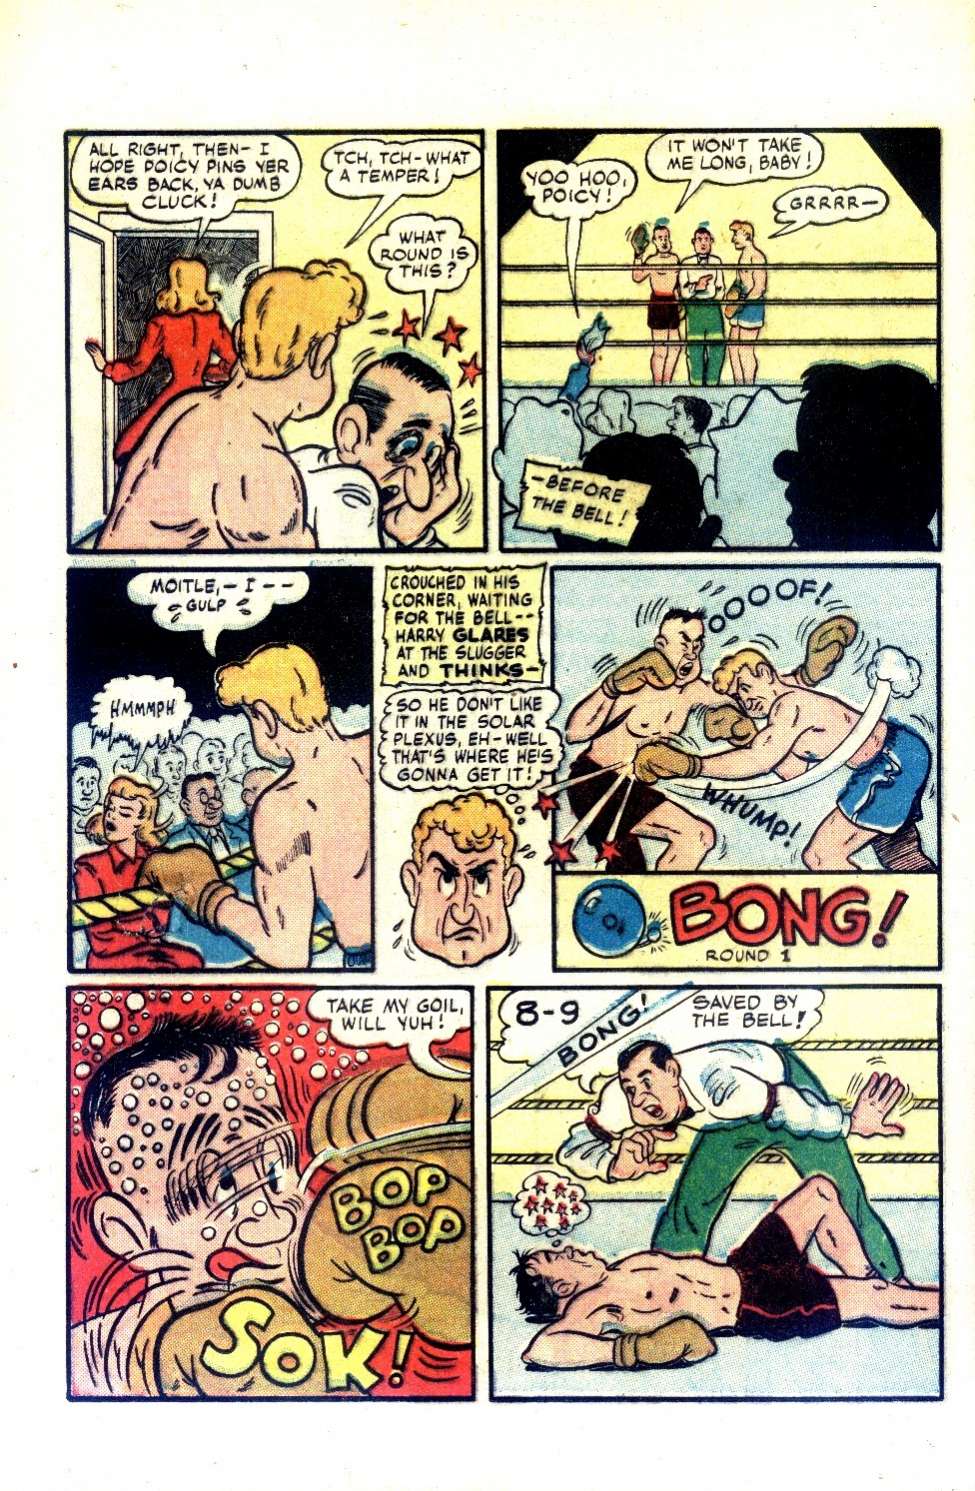 ALL RIGHT, THEN- I
HOPE POICY PINS YER
EARS BACK, YA DUMB
CLUCK!
TCH, TCH-WHAT
A TEMPER!
WHAT
ROUND IS
THIS?
YOO HOO,
POICY!
IT WON'T TAKE
ME LONG, BABY!
GRRRR-
-BEFORE
THE BELL!
MOITLE,- I --
GULP
HMMMPH
CROUCHED IN HIS
CORNER, WAITING
FOR THE BELL--
HARRY GLARES
AT THE SLUGGER
AND THINKS-
SO HE DON'T LIKE
IT IN THE SOLAR
PLEXUS, EH-WELL
THAT'S WHERE HE'S
GONNA GET IT!
OOOOOF!
WHUMP!
BONG!
ROUND 1
TAKE MY GOIL,
WILL YUH!
BOP
BOP
SOK!
8-9
BONG!
SAVED BY
THE BELL!